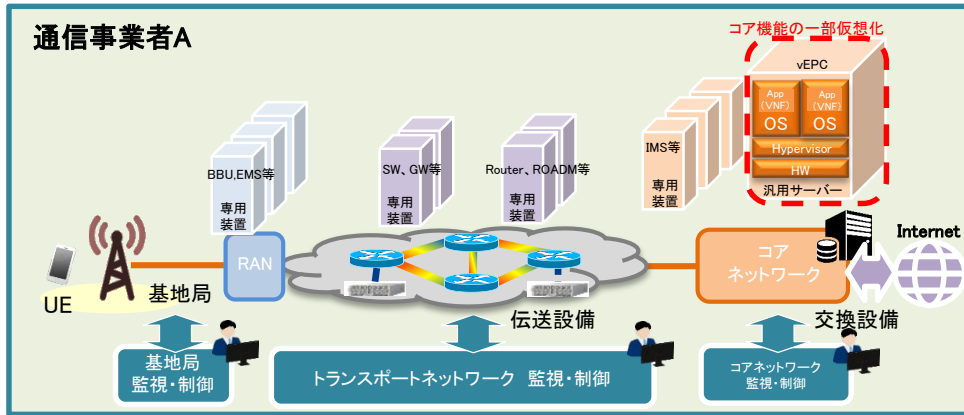 通信事業者A
コア機能の一部仮想化
vEPC
App
(VNF)
OS
App
(VNF)
OS
Hypervisor
HW
汎用サーバー
IMS等
専用
装置
BBU,EMS等
専用
装置
SW、GW等
専用
装置
Router、ROADM等
専用
装置
RAN
コア
ネットワーク
Internet
UE
基地局
伝送設備
交換設備
基地局
監視・制御
トランスポートネットワーク 監視・制御
コアネットワーク
監視・制御